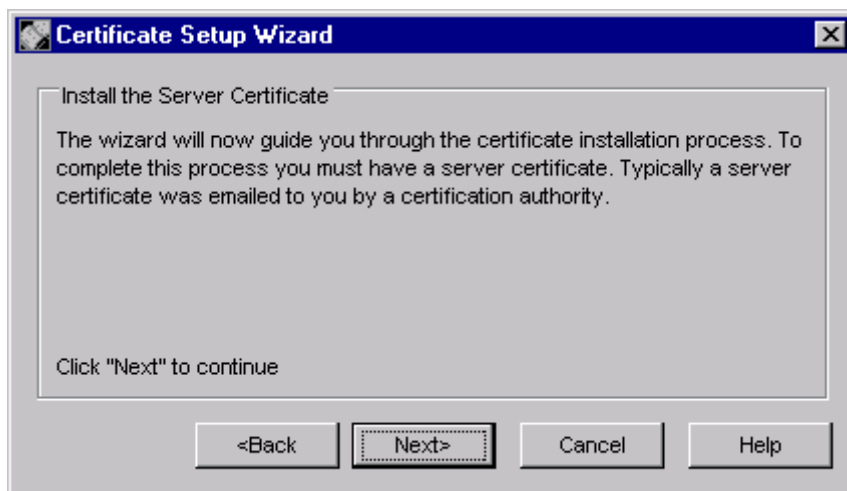 Certificate Setup Wizard
Install the Server Certificate
The wizard will now guide you through the certificate installation process. To
complete this process you must have a server certificate. Typically a server
certificate was emailed to you by a certification authority.
Click "Next" to continue
<Back Next> Cancel Help